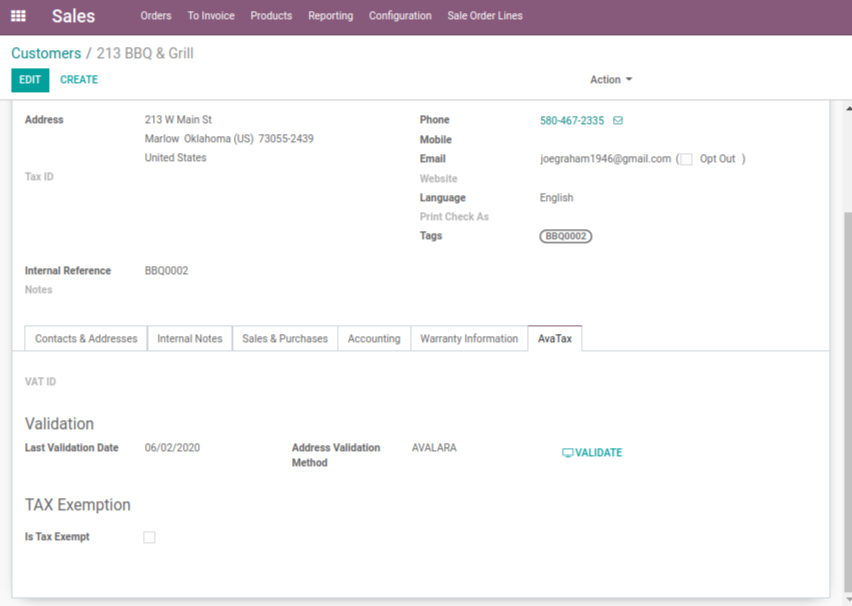 Sales Orders To Invoice Products Reporting Configuration Sale Order Lines
Customers / 213 BBQ & Grill
EDIT CREATE Action
Address 213 W Main St Phone 580-467-2335
Marlow Oklahoma (US) 73055-2439 Mobile
United States Email joegraham1946@gmail.com ( Opt Out )
Tax ID Website
Language English
Print Check As
Tags BBQ0002
Internal Reference BBQ0002
Notes
Contacts & Addresses Internal Notes Sales & Purchases Accounting Warranty Information AvaTax
VAT ID
Validation
Last Validation Date 06/02/2020 Address Validation AVALARA VALIDATE
Method
TAX Exemption
Is Tax Exempt